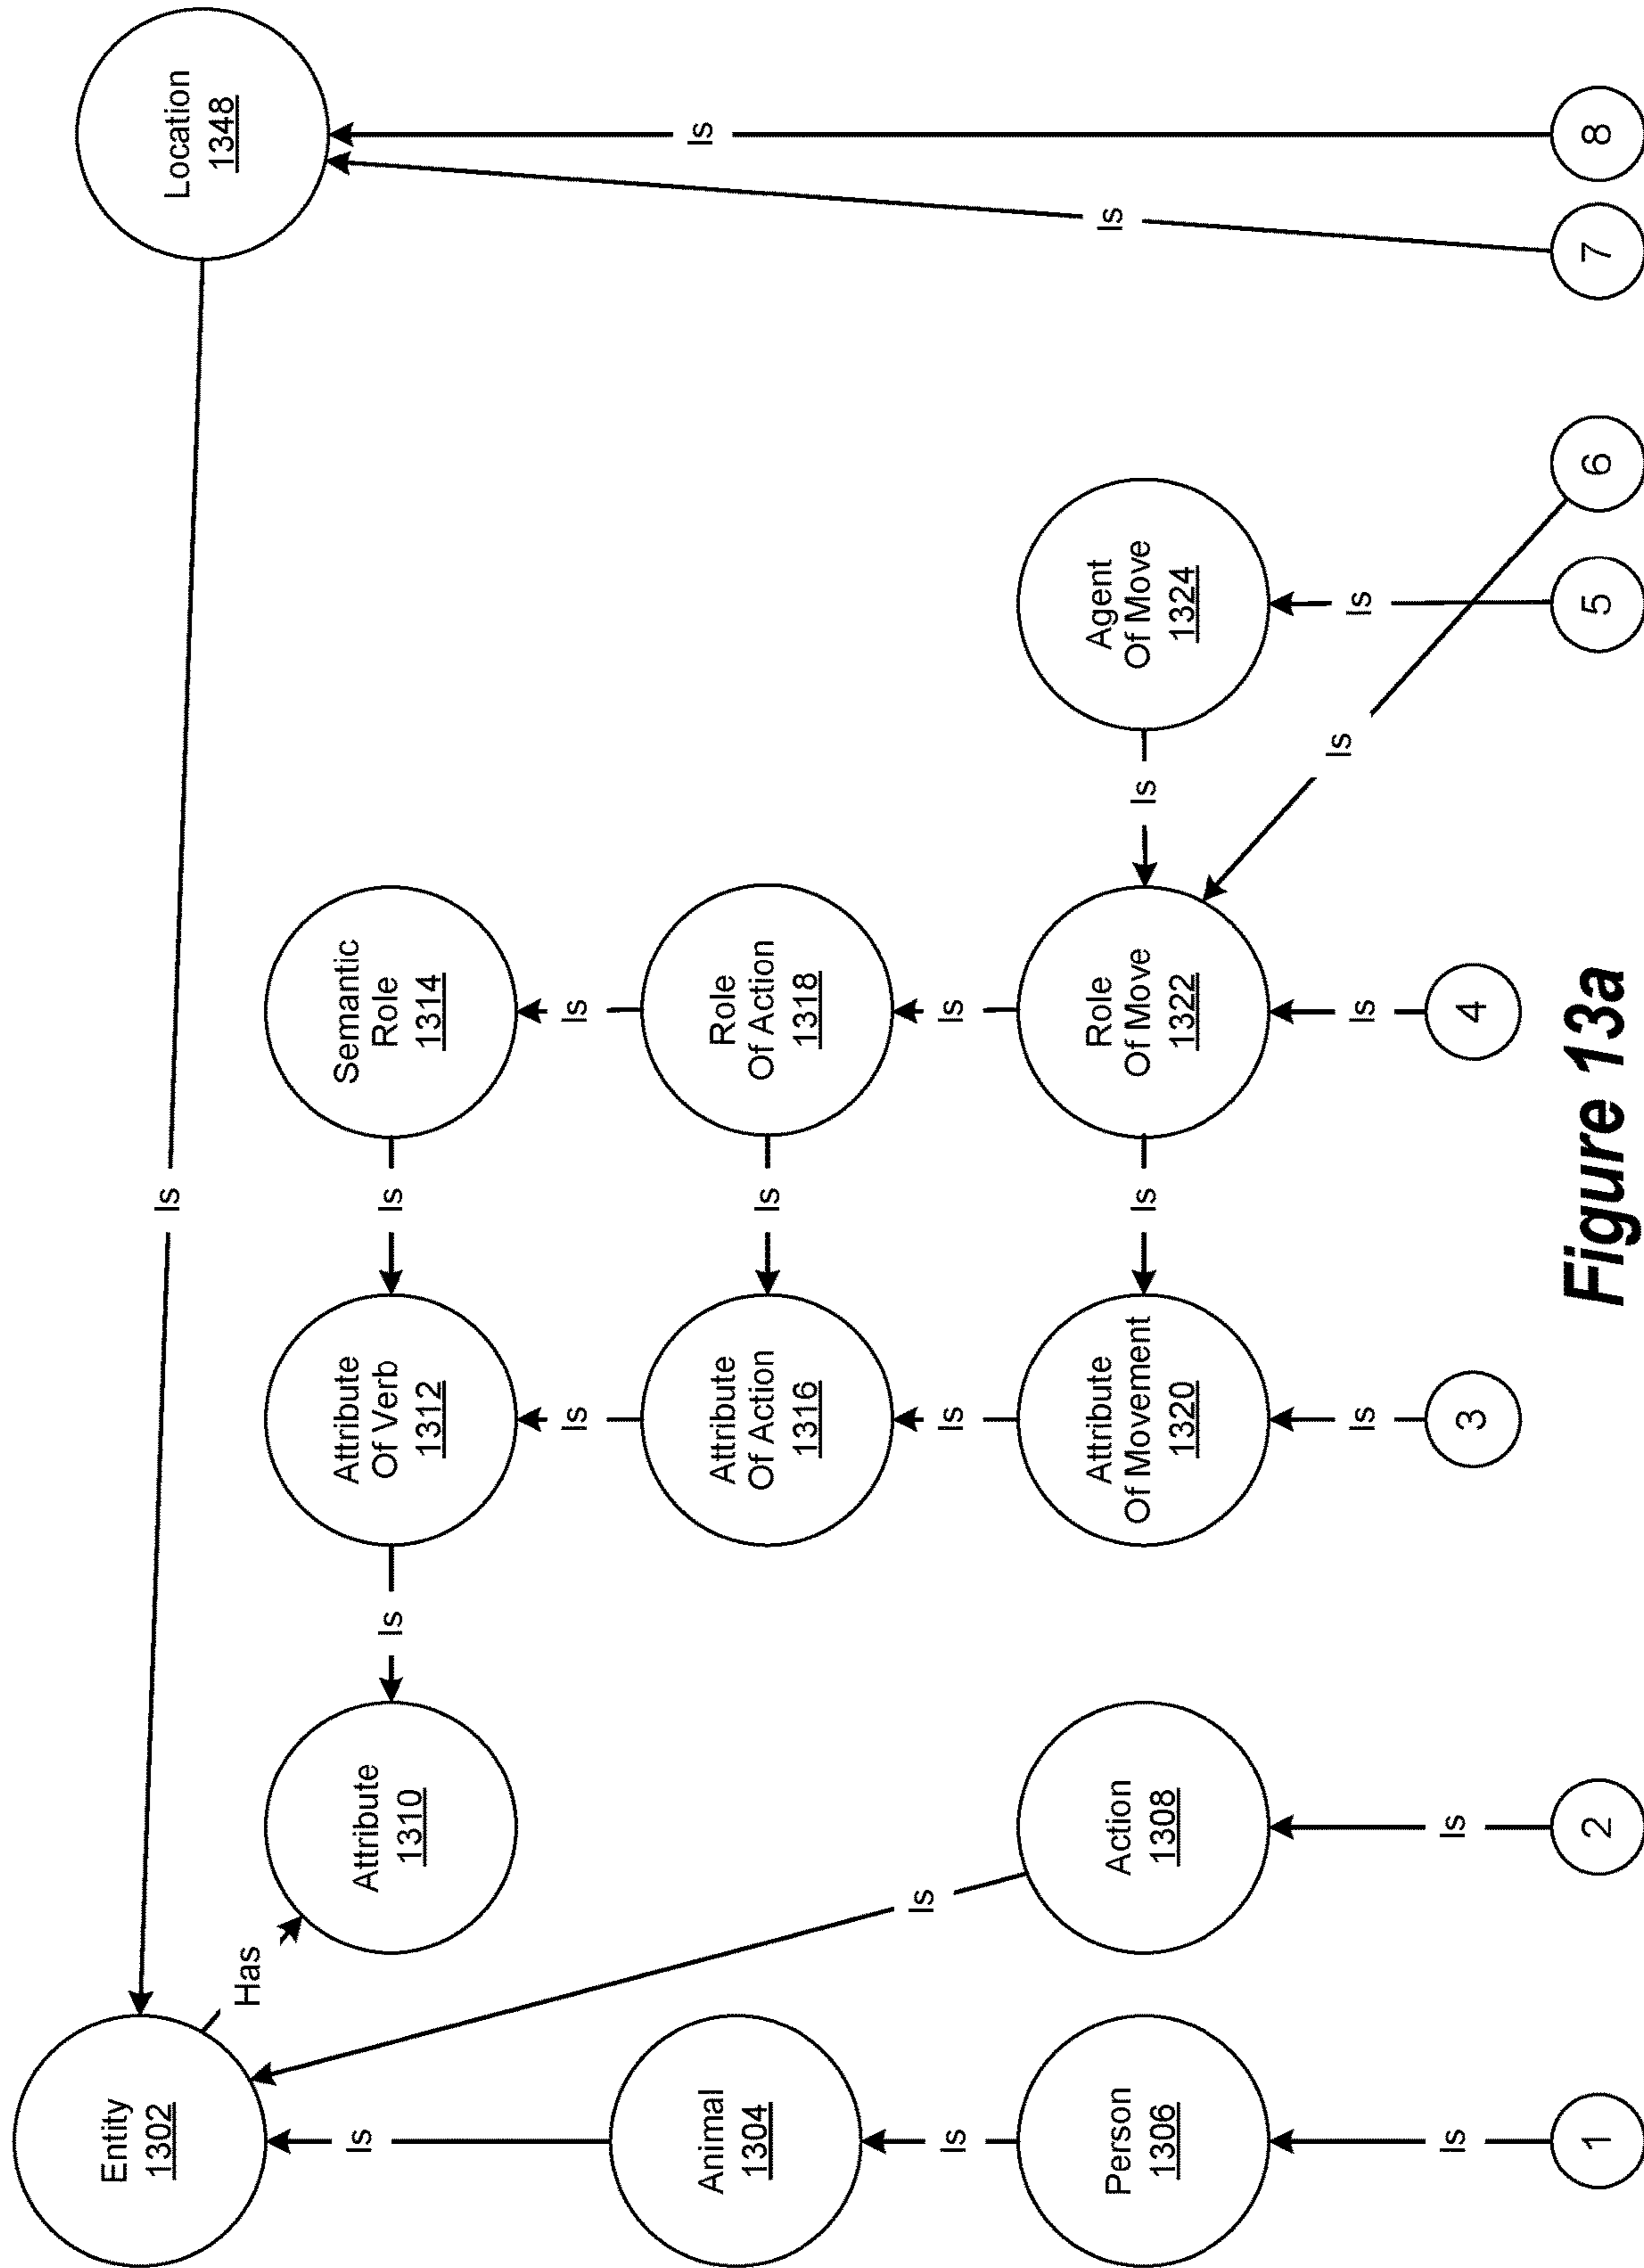 Entity
1302
Is
Location
1348
Has
Attribute
1310
Is
Attribute
Of Verb
1312
Is
Semantic
Role
1314
Is
Is
Is
Animal
1304
Is
Attribute
Of Action
1316
Is
Role
Of Action
1318
Is
Is
Is
Is
Person
1306
Action
1308
Attribute
Of Movement
1320
Is
Role
Of Move
1322
Is
Agent
Of Move
1324
Is
Is
Is
Is
Is
Is
Is
Is
1
2
3
4
5
6
7
8
Figure 13a